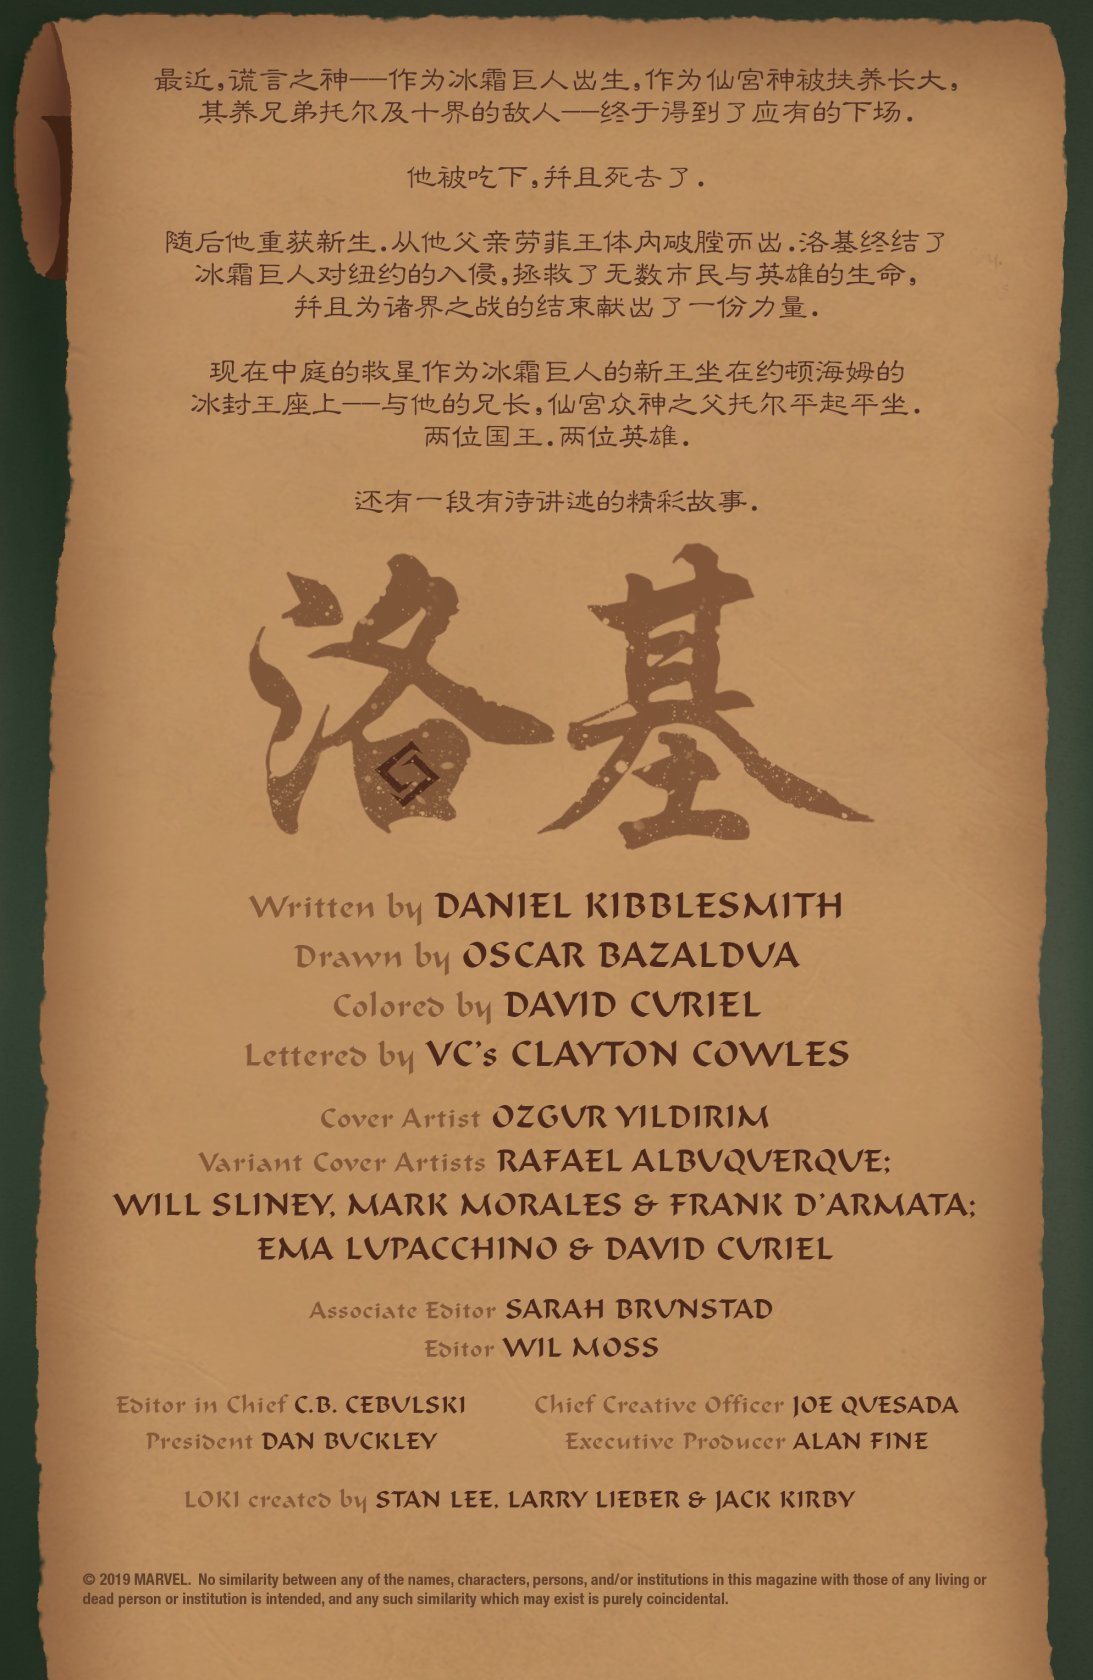 最近,谎言之神——作为冰霜巨人出生,作为仙宫神被扶养长大,
其养兄弟托尔及十界的敌人——终于得到了应有的下场.
他被吃下,并且死去了.
随后他重获新生.从他父亲劳菲王体内破膛而出.洛基终结了
冰霜巨人对纽约的入侵,拯救了无数市民与英雄的生命,
并且为诸界之战的结束献出了一份力量.
现在中庭的救星作为冰霜巨人的新王坐在约顿海姆的
冰封王座上——与他的兄长,仙宫众神之父托尔平起平坐.
两位国王.两位英雄.
还有一段有待讲述的精彩故事.
洛基
Written by DANIEL KIBBLESMITH
Drawn by OSCAR BAZALDUA
Colored by DAVID CURIEL
Lettered by VC's CLAYTON COWLES
Cover Artist OZGUR YILDIRIM
Variant Cover Artists RAFAEL ALBUQUERQUE;
WILL SLINEY, MARK MORALES & FRANK D'ARMATA;
EMA LUPACCHINO & DAVID CURIEL
Associate Editor SARAH BRUNSTAD
Editor WIL MOSS
Editor in Chief C.B. CEBULSKI
Chief Creative Officer JOE QUESADA
President DAN BUCKLEY
Executive Producer ALAN FINE
LOKI created by STAN LEE, LARRY LIEBER & JACK KIRBY
© 2019 MARVEL. No similarity between any of the names, characters, persons, and/or institutions in this magazine with those of any living or
dead person or institution is intended, and any such similarity which may exist is purely coincidental.